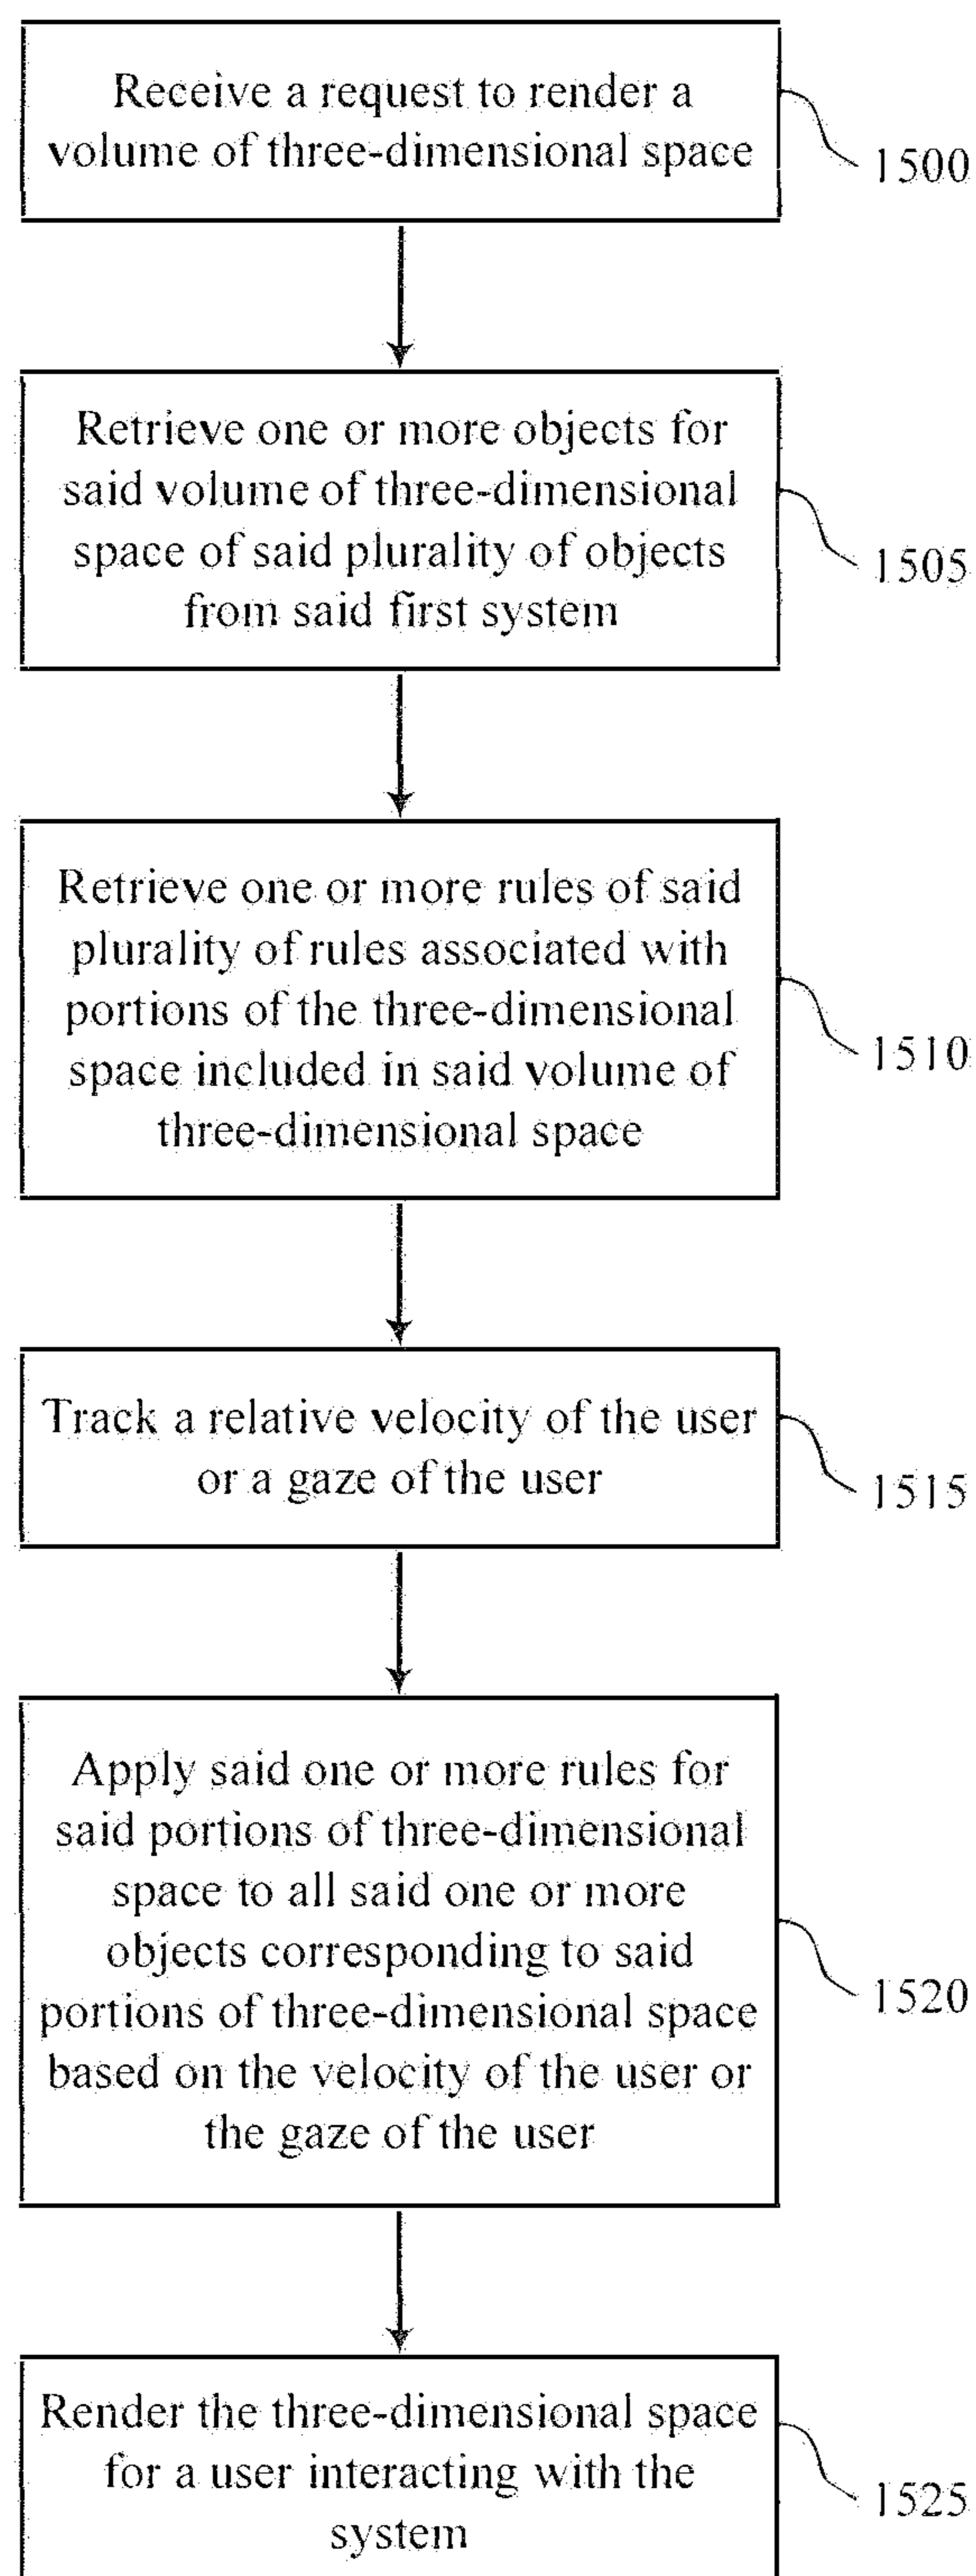 Receive a request to render a
volume of three-dimensional space
1500
Retrieve one or more objects for
said volume of three-dimensional
space of said plurality of objects
from said first system
1505
Retrieve one or more rules of said
plurality of rules associated with
portions of the three-dimensional
space included in said volume of
three-dimensional space
1510
Track a relative velocity of the user
or a gaze of the user
1515
Apply said one or more rules for
said portions of three-dimensional
space to all said one or more
objects corresponding to said
portions of three-dimensional space
based on the velocity of the user or
the gaze of the user
1520
Render the three-dimensional space
for a user interacting with the
system
1525